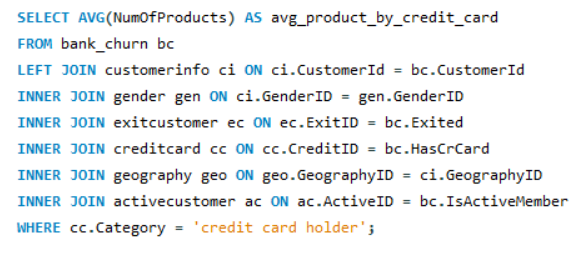 SELECT AVG(NumOfProducts) AS avg_product_by_credit_card
FROM bank_churn bc
LEFT JOIN customerinfo ci ON ci.CustomerId = bc.CustomerId
INNER JOIN gender gen ON ci.GenderID = gen.GenderID
INNER JOIN exitcustomer ec ON ec.ExitID = bc.Exited
INNER JOIN creditcard cc ON cc.CreditID = bc.HasCrCard
INNER JOIN geography geo ON geo.GeographyID = ci.GeographyID
INNER JOIN activecustomer ac ON ac.ActiveID = bc.IsActiveMember
WHERE cc.Category = 'credit card holder';